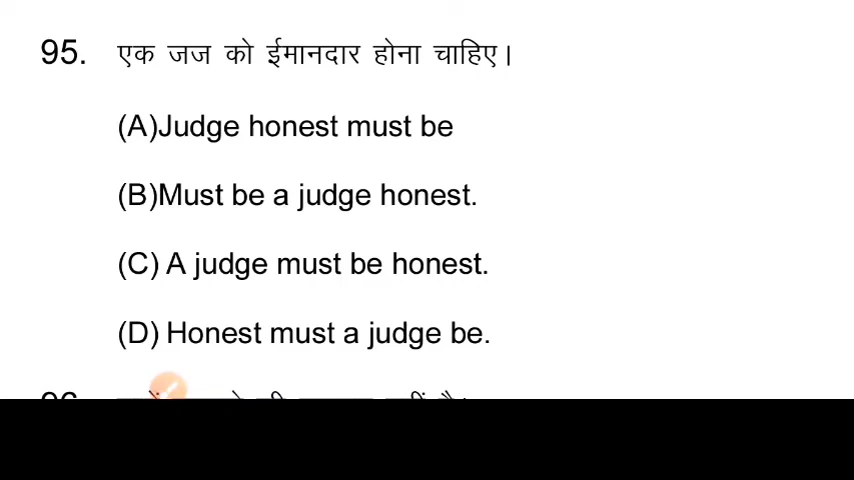 95. एक जज को ईमानदार होना चाहिए।
(A)Judge honest must be
(B)Must be a judge honest.
(C) A judge must be honest.
(D) Honest must a judge be.